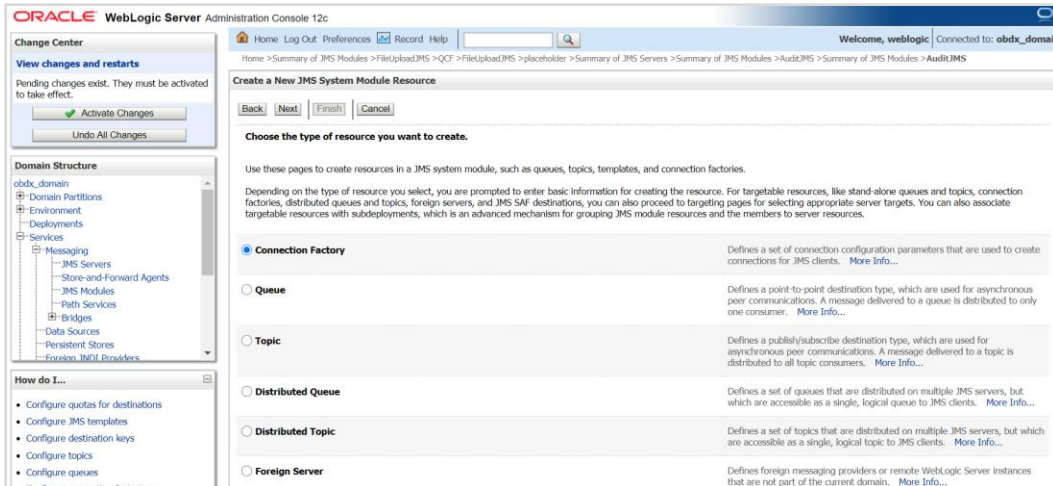 ORACLE WebLogic Server Administration Console 12c
Change Center
View changes and restarts
Pending changes exist. They must be activated
to take effect.
Activate Changes
Undo All Changes
Domain Structure
obdx_domain
Domain Partitions
Environment
Deployments
Services
Messaging
JMS Servers
Store-and-Forward Agents
JMS Modules
Path Services
Bridges
Data Sources
Persistent Stores
Foreign JNDI Providers
How do I...
Configure quotas for destinations
Configure JMS templates
Configure destination keys
Configure topics
Configure queues
Home Log Out Preferences Record Help
Welcome, weblogic Connected to: obdx_domai
Home >Summary of JMS Modules >FileUploadJMS >QCF >FileUploadJMS >placeholder >Summary of JMS Servers >Summary of JMS Modules >AuditJMS >Summary of JMS Modules >AuditJMS
Create a New JMS System Module Resource
Back Next Finish Cancel
Choose the type of resource you want to create.
Use these pages to create resources in a JMS system module, such as queues, topics, templates, and connection factories.
Depending on the type of resource you select, you are prompted to enter basic information for creating the resource. For targetable resources, like stand-alone queues and topics, connection
factories, distributed queues and topics, foreign servers, and JMS SAF destinations, you can also proceed to targeting pages for selecting appropriate server targets. You can also associate
targetable resources with subdeployments, which is an advanced mechanism for grouping JMS module resources and the members to server resources.
Connection Factory
Defines a set of connection configuration parameters that are used to create
connections for JMS clients. More Info...
Queue
Defines a point-to-point destination type, which are used for asynchronous
peer communications. A message delivered to a queue is distributed to only
one consumer. More Info...
Topic
Defines a publish/subscribe destination type, which are used for
asynchronous peer communications. A message delivered to a topic is
distributed to all topic consumers. More Info...
Distributed Queue
Defines a set of queues that are distributed on multiple JMS servers, but
which are accessible as a single, logical queue to JMS clients. More Info...
Distributed Topic
Defines a set of topics that are distributed on multiple JMS servers, but which
are accessible as a single, logical topic to JMS clients. More Info...
Foreign Server
Defines foreign messaging providers or remote WebLogic Server instances
that are not part of the current domain. More Info...